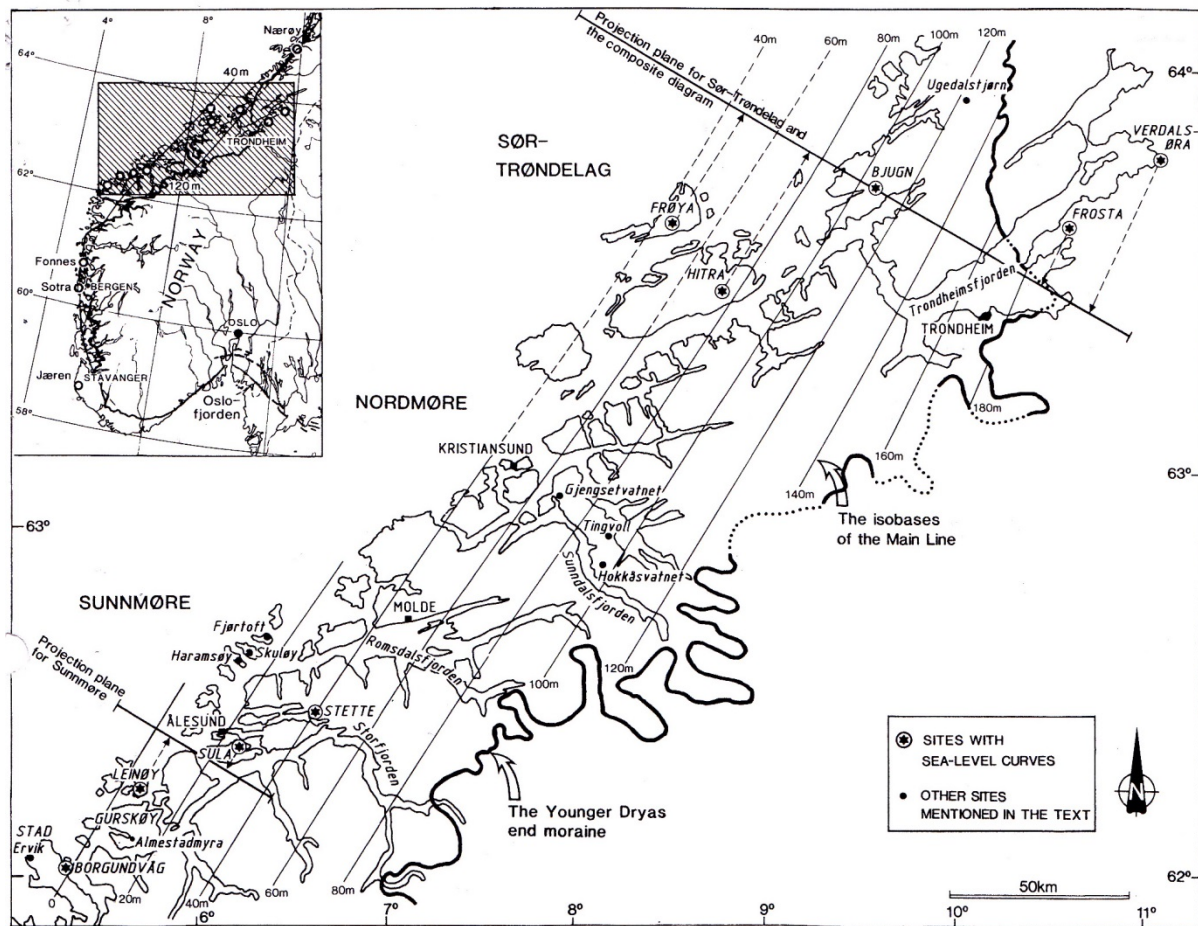 4°
8°
Nærøy
64°
40 m
TRONDHEIM
62°
120 m
Fonnes
Sotra
BERGEN
NORWAY
60°
OSLO
Jæren
STAVANGER
Oslo-
fjorden
58°
Projection plane for Sør-Trøndelag and
the composite diagram
40m
60m
80m
100m
120m
64°
Ugedalstjørn
VERDALS-
ØRA
SØR-
TRØNDELAG
BJUGN
FRØYA
FROSTA
HITRA
Trondheimsfjorden
TRONDHEIM
NORDMØRE
180m
KRISTIANSUND
160m
63°
Gjengsetvatnet
140m
63°
Tingvoll
The isobases
of the Main Line
Hokkåsvatnet
Sunndalsfjorden
SUNNMØRE
MOLDE
Fjørtoft
Skuløy
Haramsøy
Romsdalsfjorden
120m
100m
Projection plane
for Sunnmøre
STETTE
ÅLESUND
SULA
Storfjorden
LEINØY
GURSKØY
The Younger Dryas
end moraine
SITES WITH
SEA-LEVEL CURVES
OTHER SITES
MENTIONED IN THE TEXT
N
STAD
Ervik
Almestadmyra
BORGUNDVÅG
62°
0
20m
40m
60m
80m
50km
6°
7°
8°
9°
10°
11°